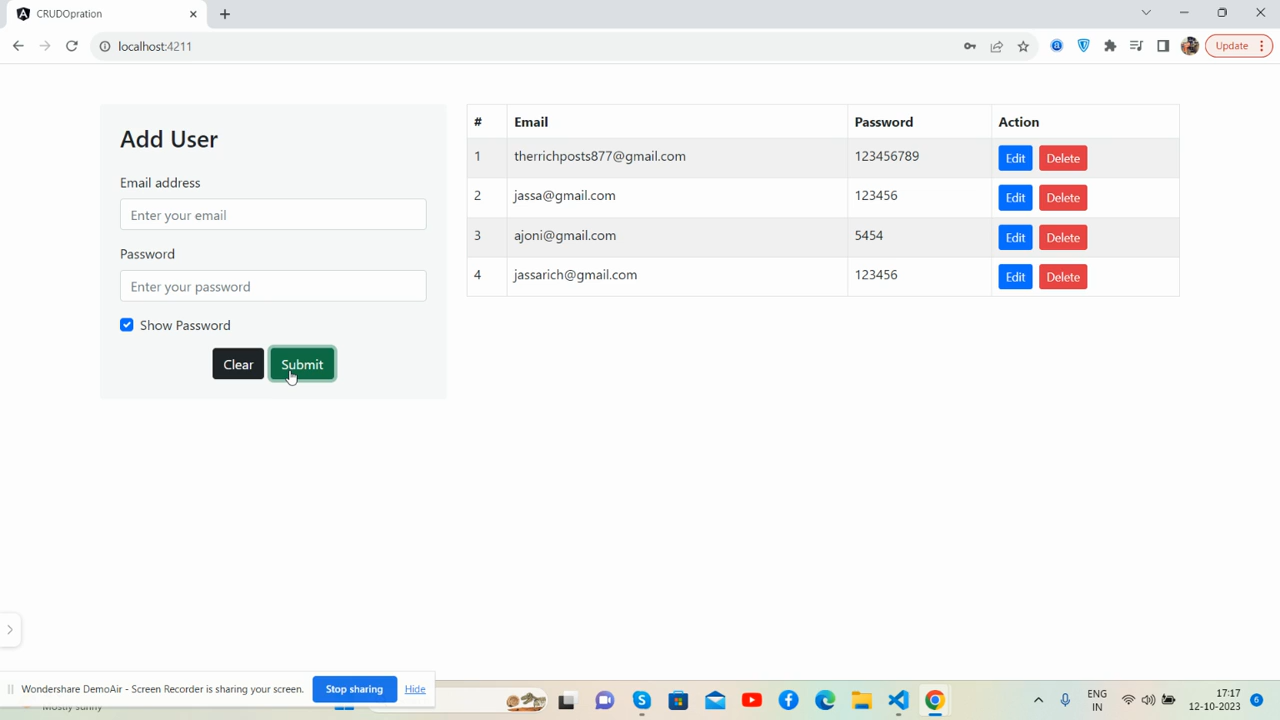 CRUDOpration
localhost:4211
Update
Add User
Email address
Enter your email
Password
Enter your password
Show Password
Clear Submit
# Email Password Action
1 therrichposts877@gmail.com 123456789 Edit Delete
2 jassa@gmail.com 123456 Edit Delete
3 ajoni@gmail.com 5454 Edit Delete
4 jassarich@gmail.com 123456 Edit Delete
Wondershare DemoAir - Screen Recorder is sharing your screen. Stop sharing Hide
Mostly sunny
ENG
IN
17:17
12-10-2023
6